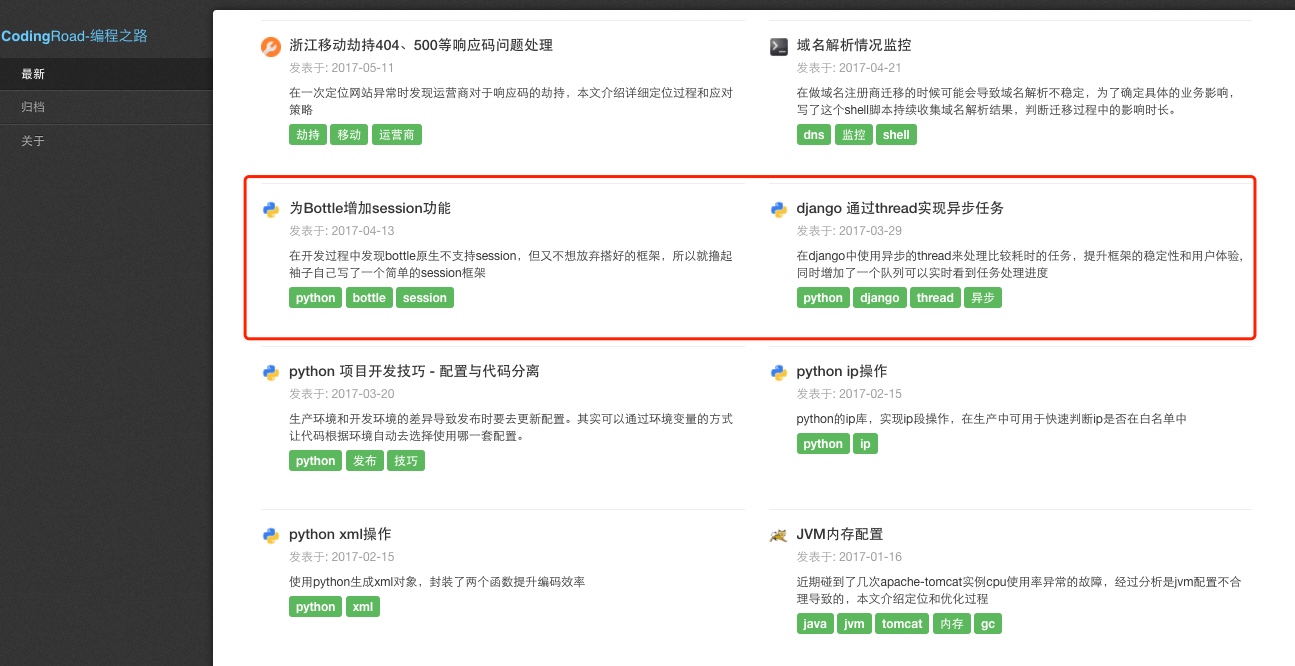 CodingRoad-编程之路
最新
归档
关于
浙江移动劫持404、500等响应码问题处理
发表于: 2017-05-11
在一次定位网站异常时发现运营商对于响应码的劫持，本文介绍详细定位过程和应对
策略
劫持 移动 运营商
域名解析情况监控
发表于: 2017-04-21
在做域名注册商迁移的时候可能会导致域名解析不稳定，为了确定具体的业务影响，
写了这个shell脚本持续收集域名解析结果，判断迁移过程中的影响时长。
dns 监控 shell
为Bottle增加session功能
发表于: 2017-04-13
在开发过程中发现bottle原生不支持session，但又不想放弃搭好的框架，所以就撸起
袖子自己写了一个简单的session框架
python bottle session
django 通过thread实现异步任务
发表于: 2017-03-29
在django中使用异步的thread来处理比较耗时的任务，提升框架的稳定性和用户体验,
同时增加了一个队列可以实时看到任务处理进度
python django thread 异步
python 项目开发技巧 - 配置与代码分离
发表于: 2017-03-20
生产环境和开发环境的差异导致发布时要去更新配置。其实可以通过环境变量的方式
让代码根据环境自动去选择使用哪一套配置。
python 发布 技巧
python ip操作
发表于: 2017-02-15
python的ip库，实现ip段操作，在生产中可用于快速判断ip是否在白名单中
python ip
python xml操作
发表于: 2017-02-15
使用python生成xml对象，封装了两个函数提升编码效率
python xml
JVM内存配置
发表于: 2017-01-16
近期碰到了几次apache-tomcat实例cpu使用率异常的故障，经过分析是jvm配置不合
理导致的，本文介绍定位和优化过程
java jvm tomcat 内存 gc